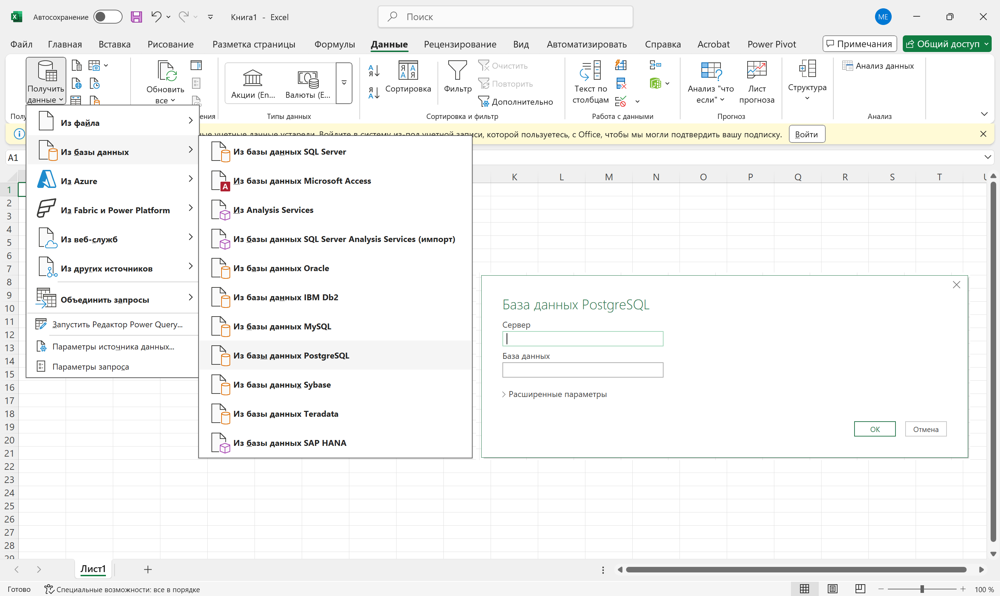 Автосохранение
Книга1 - Excel
Поиск
ME
Файл Главная Вставка Рисование Разметка страницы Формулы Данные Рецензирование Вид Автоматизировать Справка Acrobat Power Pivot
Примечания
Общий доступ
Получить данные
Обновить все
Акции (En...
Валюты (E...
Типы данных
А
Я
Я
А
Сортировка
Фильтр
Очистить
Повторить
Дополнительно
Сортировка и фильтр
Текст по столбцам
Работа с данными
Анализ "что если"
Лист прогноза
Прогноз
Структура
Анализ данных
Анализ
Из файла
Из базы данных
Из Azure
Из Fabric и Power Platform
Из веб-служб
Из других источников
Объединить запросы
Запустить Редактор Power Query...
Параметры источника данных...
Параметры запроса
учетные данные устарели. Войдите в систему из-под учетной записи, которой пользуетесь, с Office, чтобы мы могли подтвердить вашу подписку.
Войти
A1
Из базы данных SQL Server
Из базы данных Microsoft Access
Из Analysis Services
Из базы данных SQL Server Analysis Services (импорт)
Из базы данных Oracle
Из базы данных IBM Db2
Из базы данных MySQL
Из базы данных PostgreSQL
Из базы данных Sybase
Из базы данных Teradata
Из базы данных SAP HANA
K L M N O P Q R S T
1
2
3
4
5
6
7
8
9
10
11
12
13
14
15
16
17
18
19
20
21
22
23
24
25
26
27
28
29
База данных PostgreSQL
Сервер
База данных
Расширенные параметры
ОК
Отмена
Лист1
Готово
Специальные возможности: все в порядке
100 %